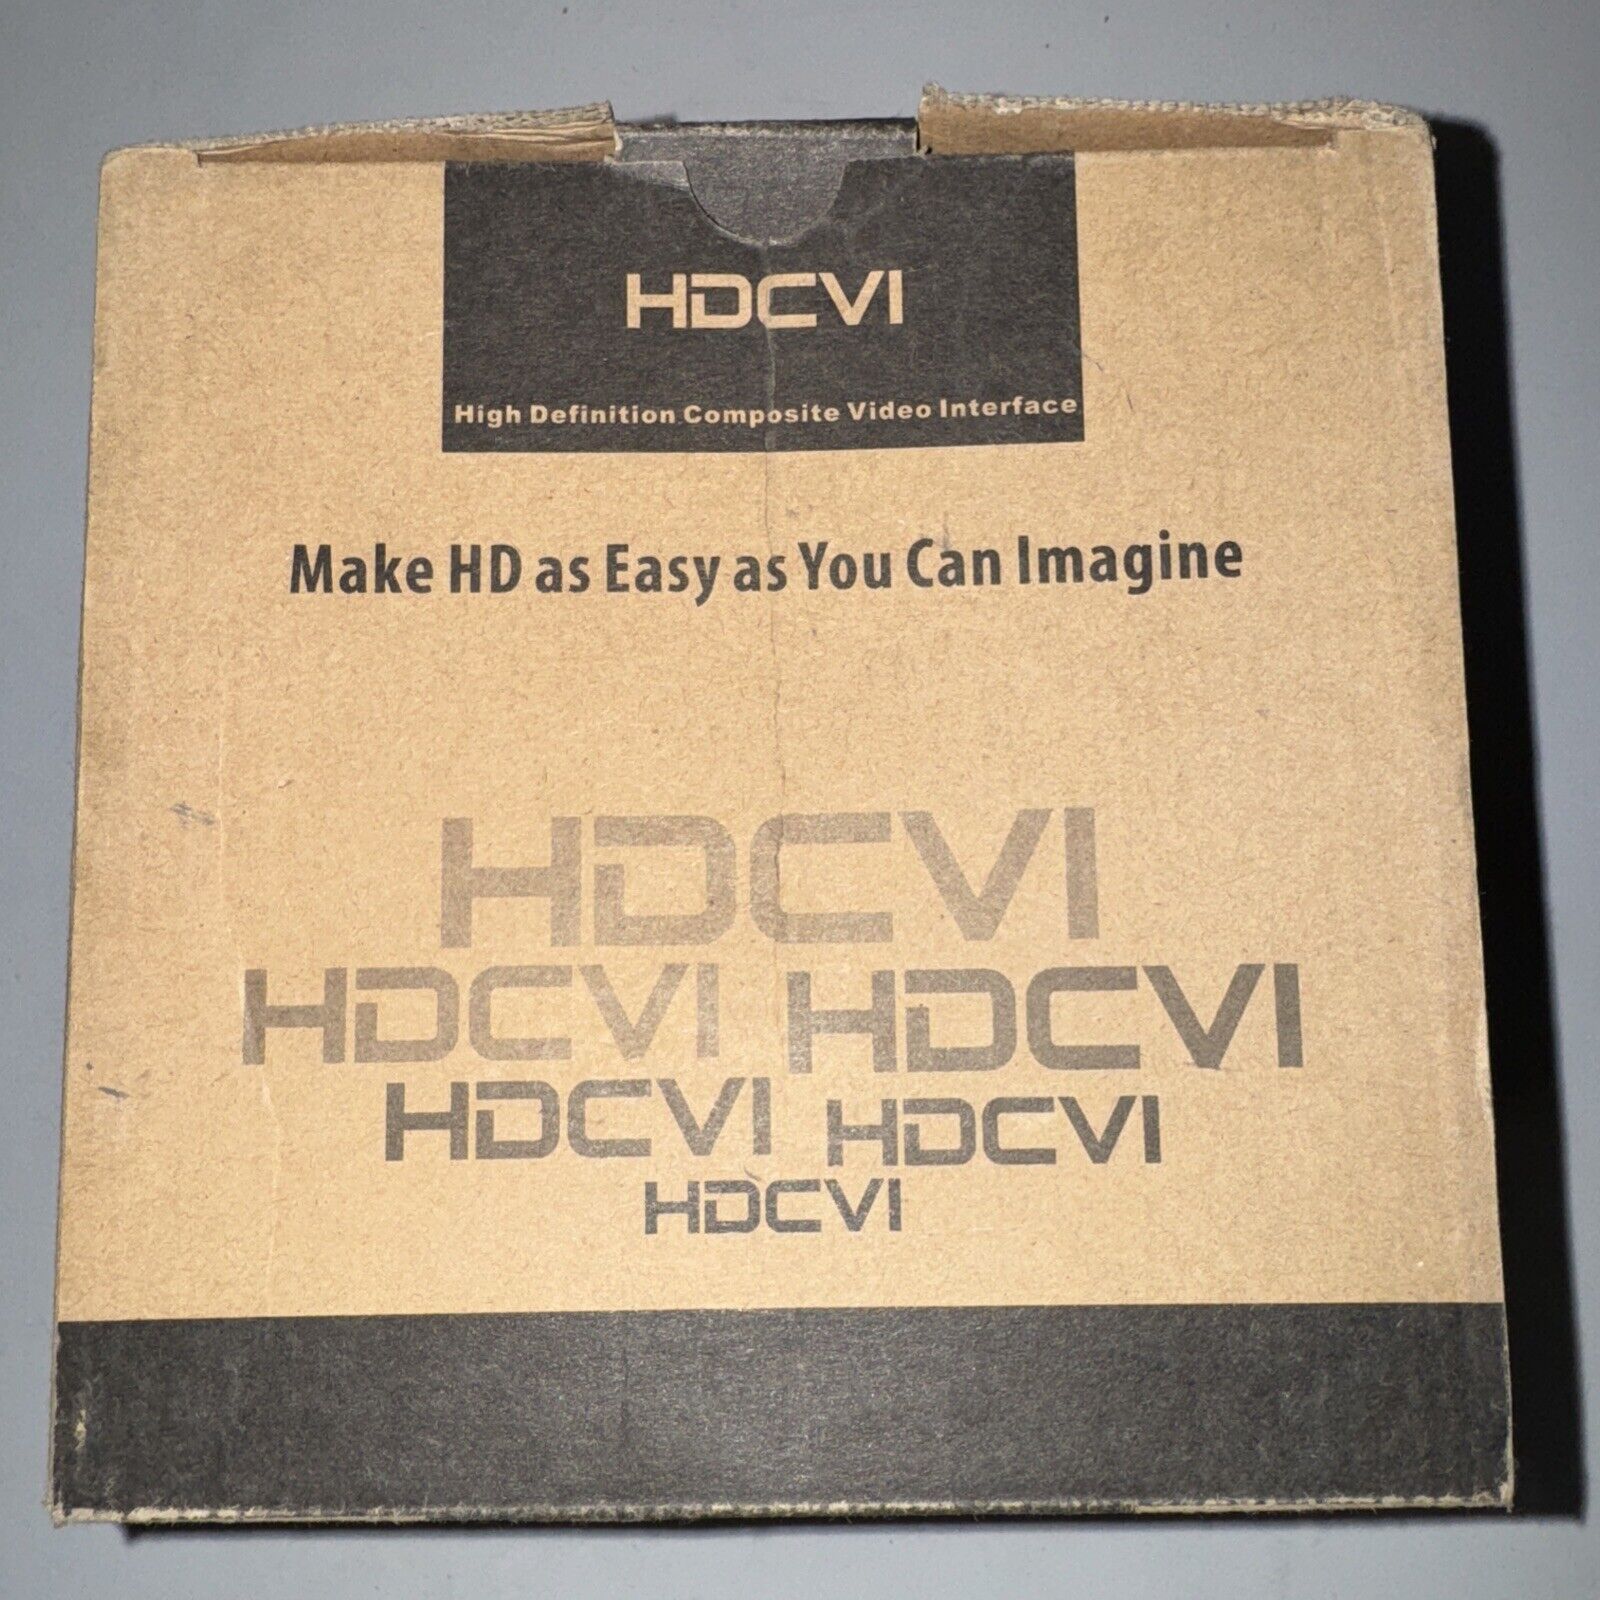 HDCVI
High Definition Composite Video Interface
Make HD as Easy as You Can Imagine
HDCVI
HDCVI HDCVI
HDCVI HDCVI
HDCVI